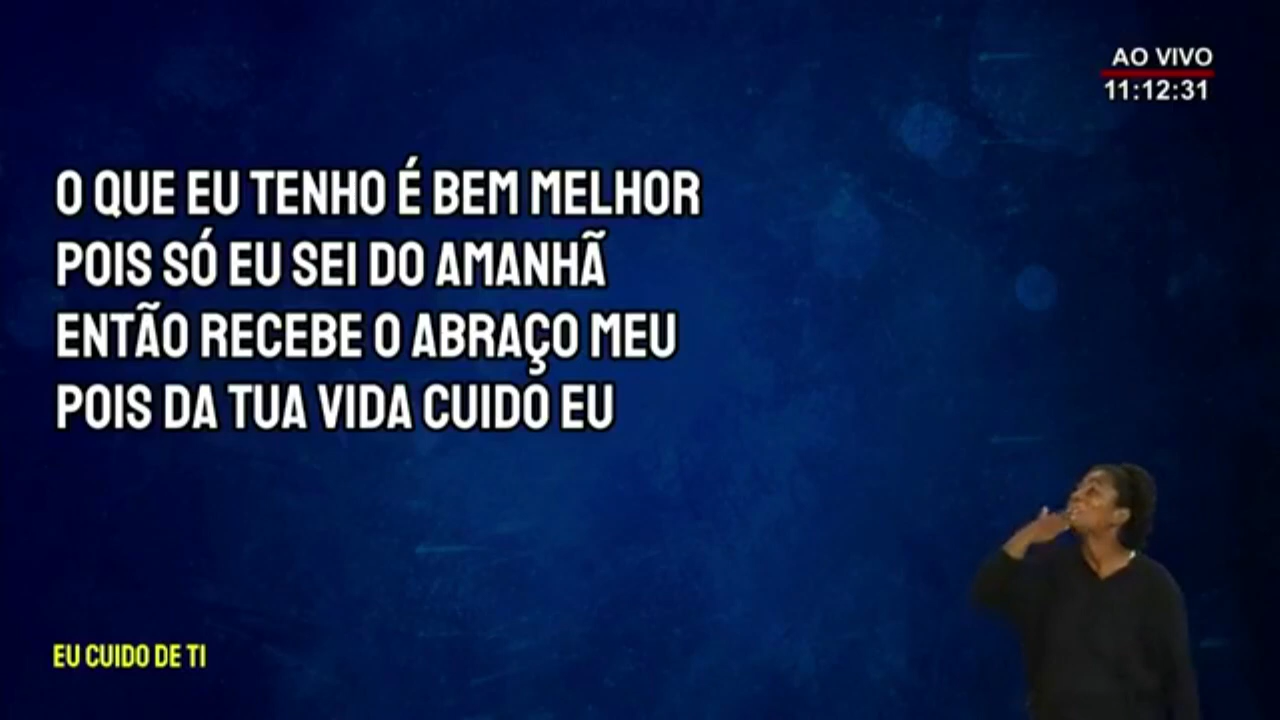 AO VIVO
11:12:31
O QUE EU TENHO É BEM MELHOR
POIS SÓ EU SEI DO AMANHÃ
ENTÃO RECEBE O ABRAÇO MEU
POIS DA TUA VIDA CUIDO EU
EU CUIDO DE TI